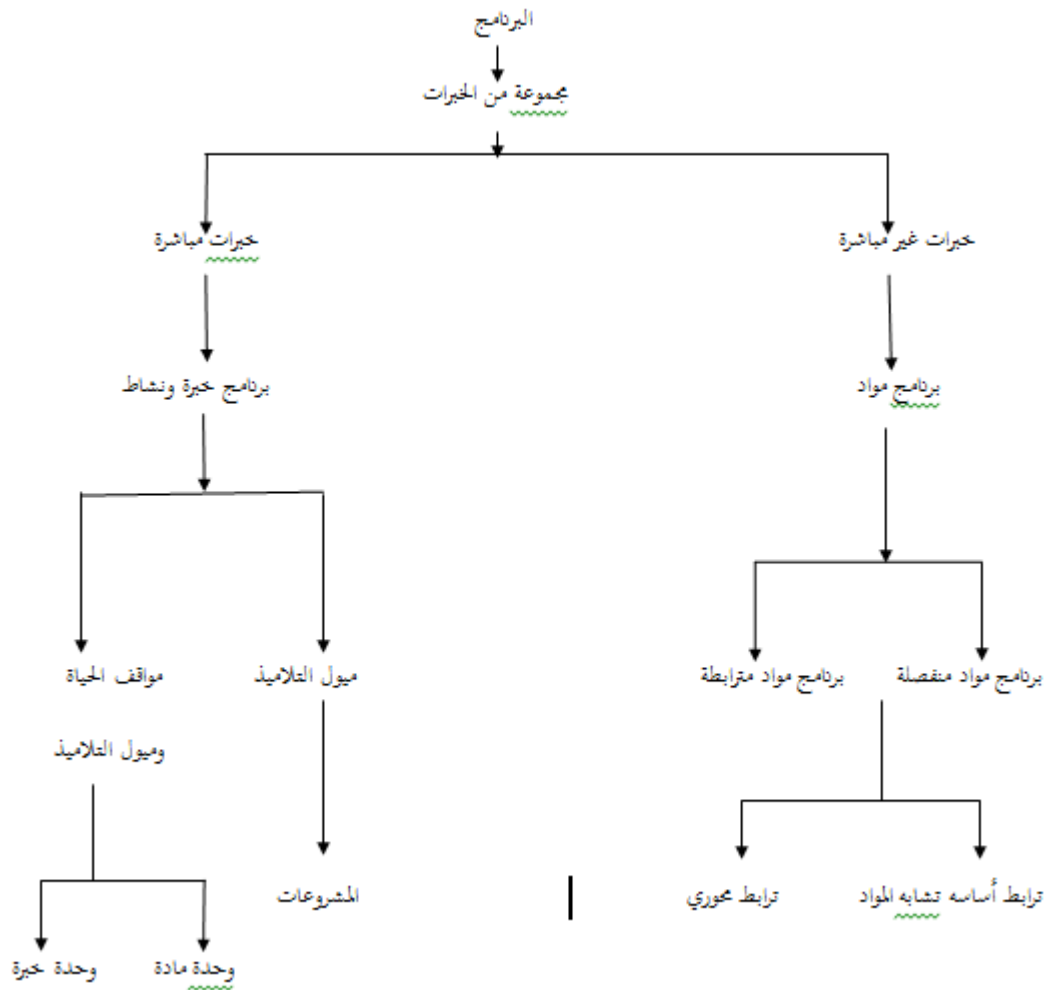 البرنامج
مجموعة من الخبرات
خبرات غير مباشرة
خبرات مباشرة
برنامج مواد
برنامج خبرة ونشاط
برنامج مواد منفصلة
برنامج مواد مترابطة
ميول التلاميذ
مواقف الحياة
وميول التلاميذ
ترابط أساسه تشابه المواد
ترابط محوري
المشروعات
وحدة مادة
وحدة خبرة